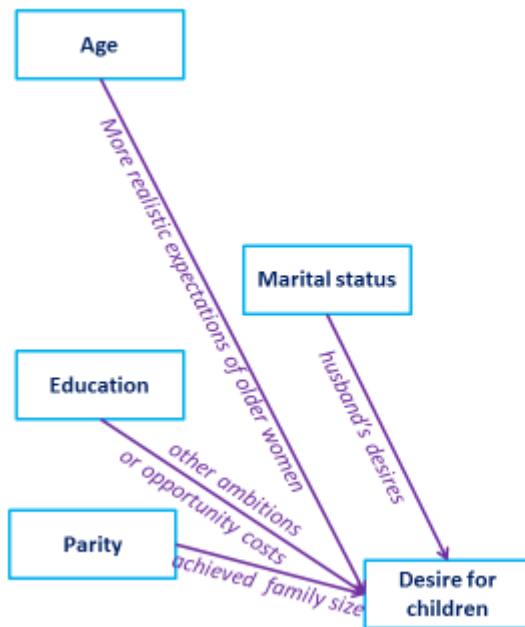 Age
More realistic expectations of older women
Marital status
husband's desires
Education
other ambitions
or opportunity costs
Parity
achieved family size
Desire for
children